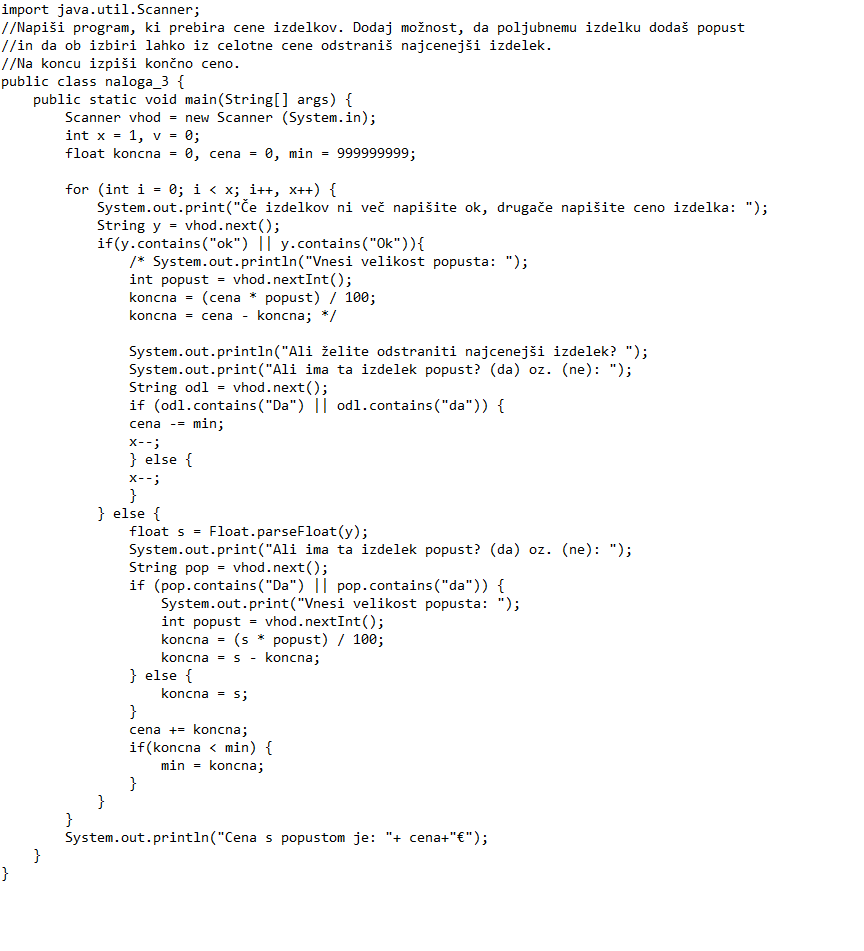 import java.util.Scanner;
//Napiši program, ki prebira cene izdelkov. Dodaj možnost, da poljubnemu izdelku dodaš popust
//in da ob izbiri lahko iz celotne cene odstraniš najcenejši izdelek.
//Na koncu izpiši končno ceno.
public class naloga_3 {
    public static void main(String[] args) {
        Scanner vhod = new Scanner (System.in);
        int x = 1, v = 0;
        float koncna = 0, cena = 0, min = 999999999;

        for (int i = 0; i < x; i++, x++) {
            System.out.print("Če izdelkov ni več napišite ok, drugače napišite ceno izdelka: ");
            String y = vhod.next();
            if(y.contains("ok") || y.contains("Ok")){
                /* System.out.println("Vnesi velikost popusta: ");
                int popust = vhod.nextInt();
                koncna = (cena * popust) / 100;
                koncna = cena - koncna; */

                System.out.println("Ali želite odstraniti najcenejši izdelek? ");
                System.out.print("Ali ima ta izdelek popust? (da) oz. (ne): ");
                String odl = vhod.next();
                if (odl.contains("Da") || odl.contains("da")) {
                cena -= min;
                x--;
                } else {
                x--;
                }
            } else {
                float s = Float.parseFloat(y);
                System.out.print("Ali ima ta izdelek popust? (da) oz. (ne): ");
                String pop = vhod.next();
                if (pop.contains("Da") || pop.contains("da")) {
                    System.out.print("Vnesi velikost popusta: ");
                    int popust = vhod.nextInt();
                    koncna = (s * popust) / 100;
                    koncna = s - koncna;
                } else {
                    koncna = s;
                }
                cena += koncna;
                if(koncna < min) {
                    min = koncna;
                }
            }
        }
        System.out.println("Cena s popustom je: "+ cena+"€");
    }
}